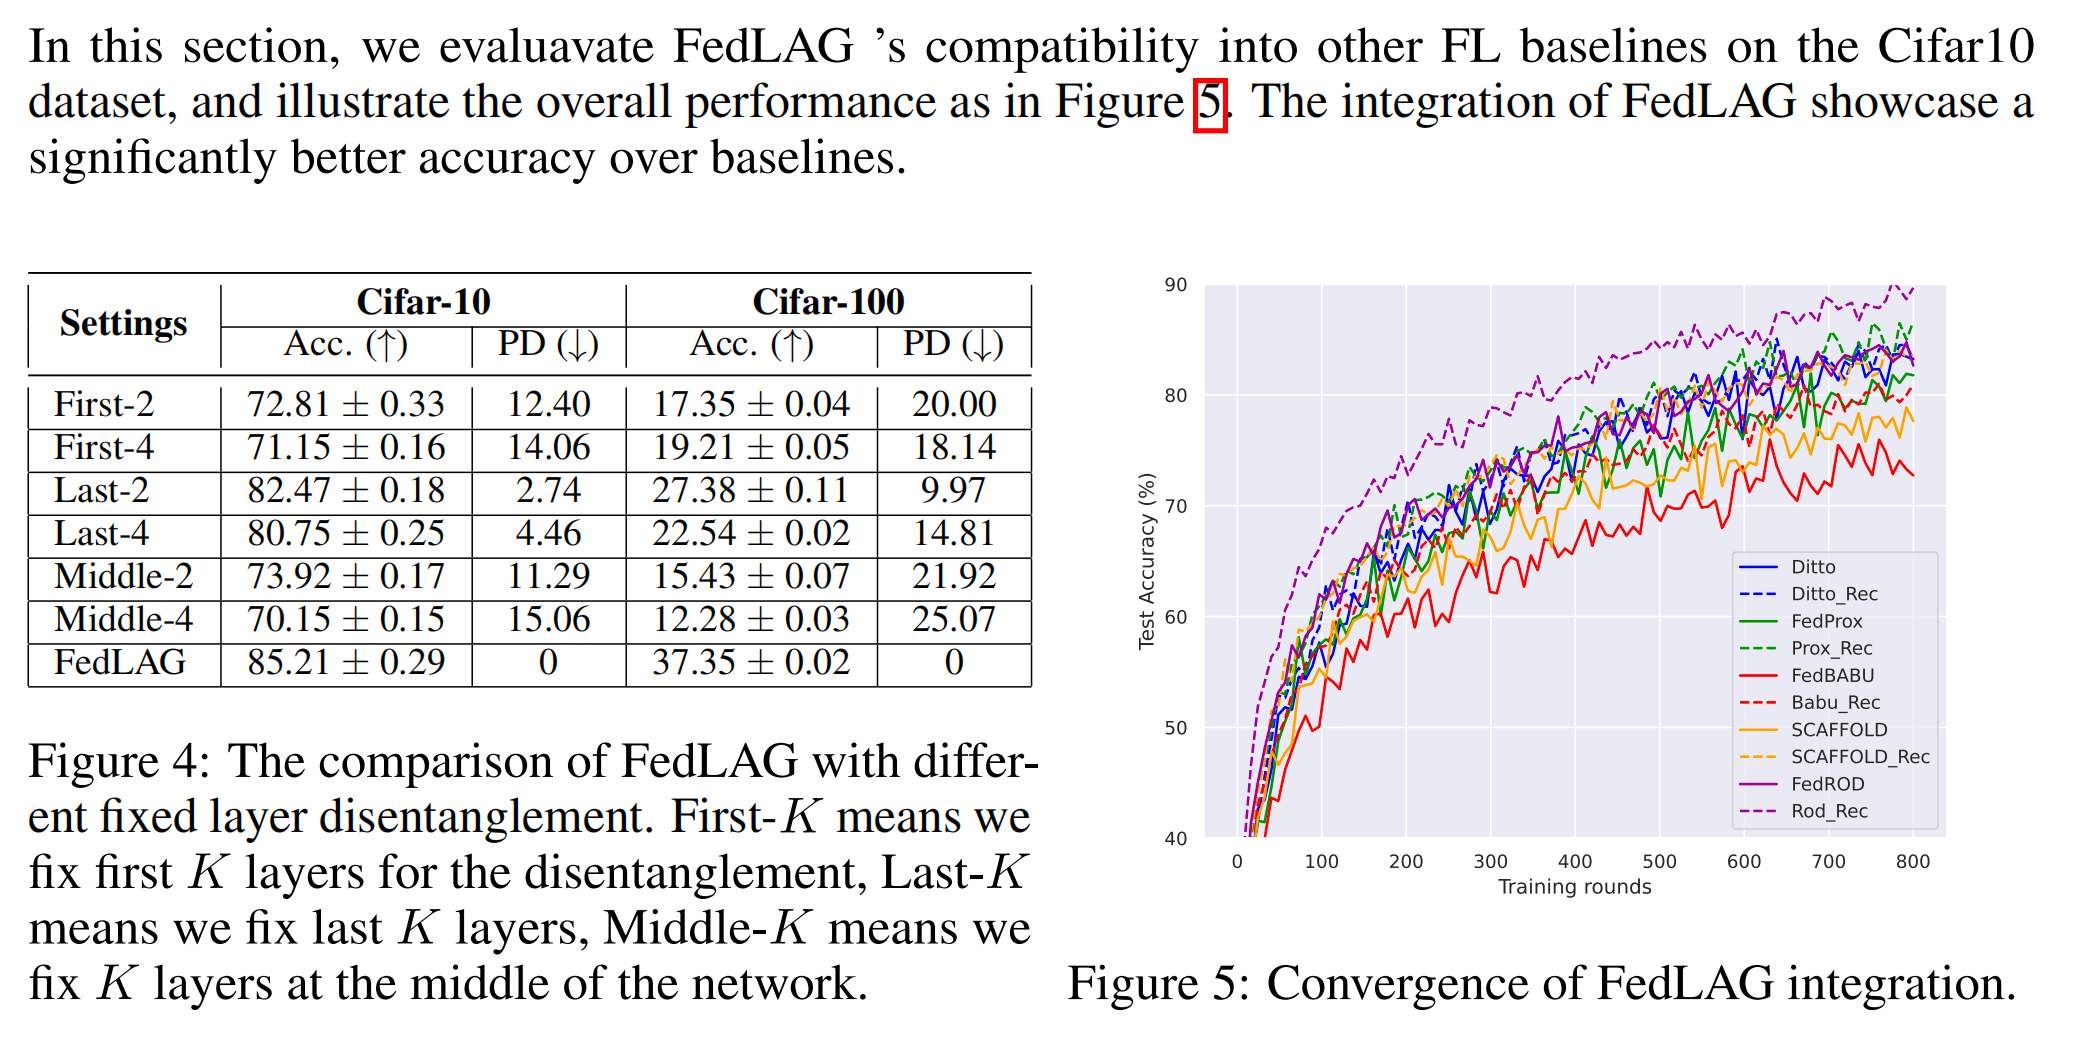 In this section, we evaluavate FedLAG ’s compatibility into other FL baselines on the Cifar10
dataset, and illustrate the overall performance as in Figure 5. The integration of FedLAG showcase a
significantly better accuracy over baselines.
Settings Cifar-10 Cifar-100
Acc. (↑) PD (↓) Acc. (↑) PD (↓)
First-2 72.81 ± 0.33 12.40 17.35 ± 0.04 20.00
First-4 71.15 ± 0.16 14.06 19.21 ± 0.05 18.14
Last-2 82.47 ± 0.18 2.74 27.38 ± 0.11 9.97
Last-4 80.75 ± 0.25 4.46 22.54 ± 0.02 14.81
Middle-2 73.92 ± 0.17 11.29 15.43 ± 0.07 21.92
Middle-4 70.15 ± 0.15 15.06 12.28 ± 0.03 25.07
FedLAG 85.21 ± 0.29 0 37.35 ± 0.02 0
Figure 4: The comparison of FedLAG with differ-
ent fixed layer disentanglement. First-K means we
fix first K layers for the disentanglement, Last-K
means we fix last K layers, Middle-K means we
fix K layers at the middle of the network.
90
80
70
60
50
40
Test Accuracy (%)
0 100 200 300 400 500 600 700 800
Training rounds
Ditto
Ditto_Rec
FedProx
Prox_Rec
FedBABU
Babu_Rec
SCAFFOLD
SCAFFOLD_Rec
FedROD
Rod_Rec
Figure 5: Convergence of FedLAG integration.